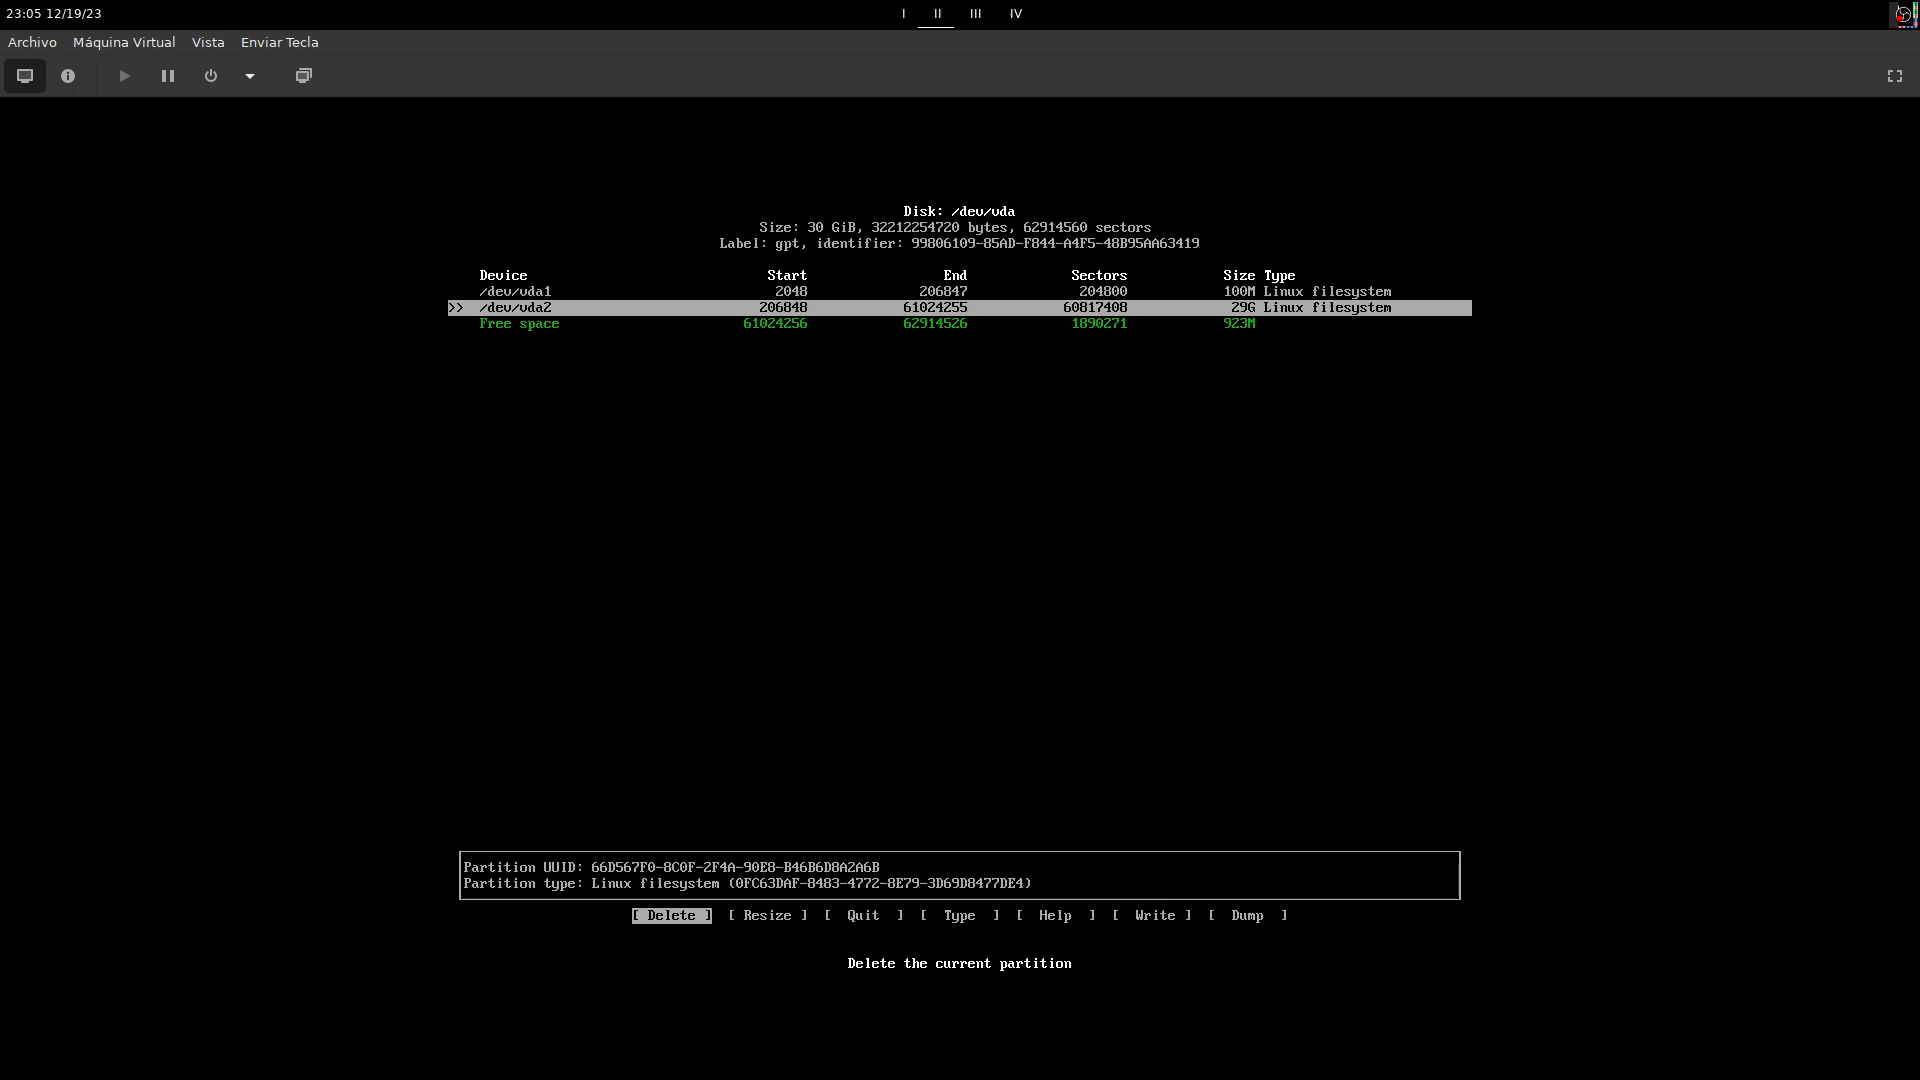 23:05 12/19/23 I II III IV
Archivo Máquina Virtual Vista Enviar Tecla
Disk: /dev/vda
Size: 30 GiB, 32212254720 bytes, 62914560 sectors
Label: gpt, identifier: 99806109-85AD-F844-A4F5-48B95AA63419
Device Start End Sectors Size Type
/dev/vda1 2048 206847 204800 100M Linux filesystem
>> /dev/vda2 206848 61024255 60817408 29G Linux filesystem
Free space 61024256 62914526 1890271 923M
Partition UUID: 66D567F0-8C0F-2F4A-90E8-B46B6D8A2A6B
Partition type: Linux filesystem (0FC63DAF-8483-4772-8E79-3D69D8477DE4)
[ Delete ] [ Resize ] [ Quit ] [ Type ] [ Help ] [ Write ] [ Dump ]
Delete the current partition